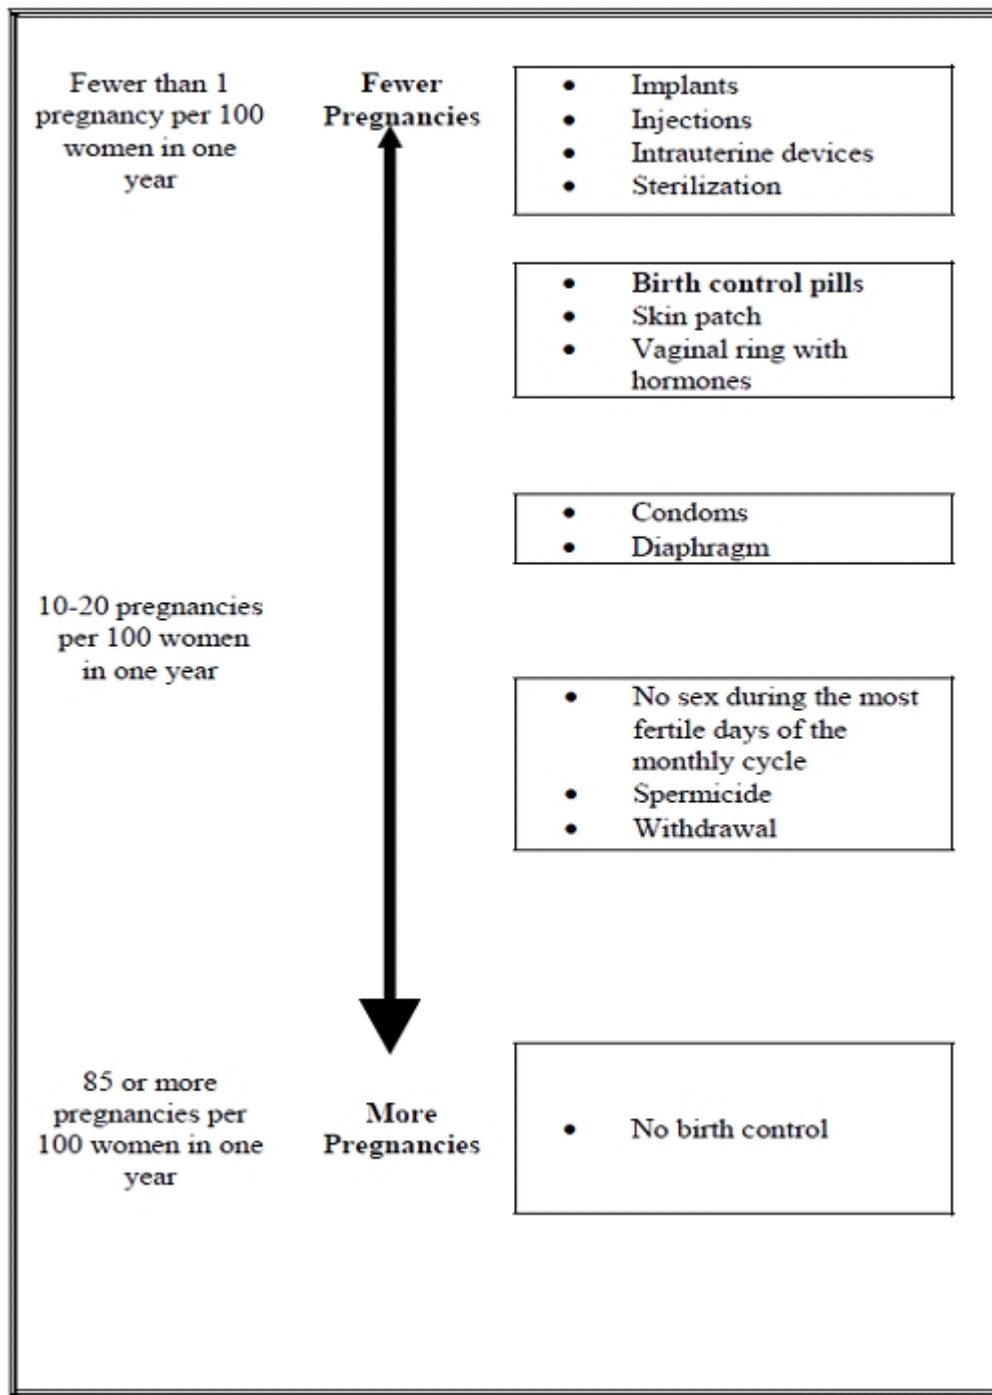 Fewer than 1
pregnancy per 100
women in one
year
Fewer
Pregnancies
• Implants
• Injections
• Intrauterine devices
• Sterilization
• Birth control pills
• Skin patch
• Vaginal ring with
hormones
• Condoms
• Diaphragm
10-20 pregnancies
per 100 women
in one year
• No sex during the most
fertile days of the
monthly cycle
• Spermicide
• Withdrawal
85 or more
pregnancies per
100 women in one
year
More
Pregnancies
• No birth control